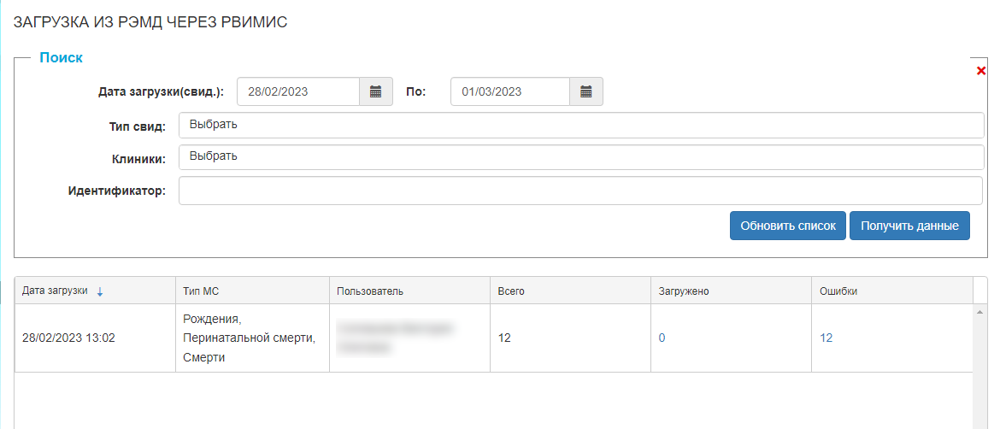 ЗАГРУЗКА ИЗ РЭМД ЧЕРЕЗ РВИМИС
Поиск
Дата загрузки(свид.): 28/02/2023 По: 01/03/2023
Тип свид: Выбрать
Клиники: Выбрать
Идентификатор:
Обновить список Получить данные
Дата загрузки ↓ Тип МС Пользователь Всего Загружено Ошибки
28/02/2023 13:02 Рождения, 12 0 12
Перинатальной смерти,
Смерти